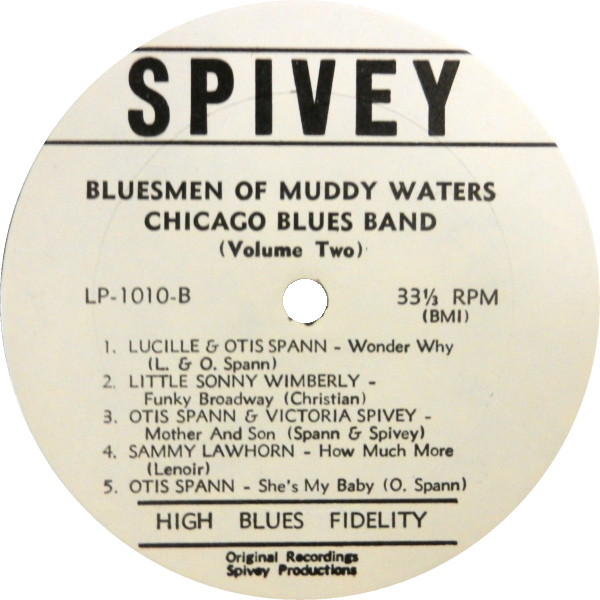 SPIVEY
BLUESMEN OF MUDDY WATERS
CHICAGO BLUES BAND
(Volume Two)
LP-1010-B
33⅓ RPM
(BMI)
1. LUCILLE & OTIS SPANN - Wonder Why
(L. & O. Spann)
2. LITTLE SONNY WIMBERLY -
Funky Broadway (Christian)
3. OTIS SPANN & VICTORIA SPIVEY -
Mother And Son (Spann & Spivey)
4. SAMMY LAWHORN - How Much More
(Lenoir)
5. OTIS SPANN - She's My Baby (O. Spann)
HIGH BLUES FIDELITY
Original Recordings
Spivey Productions